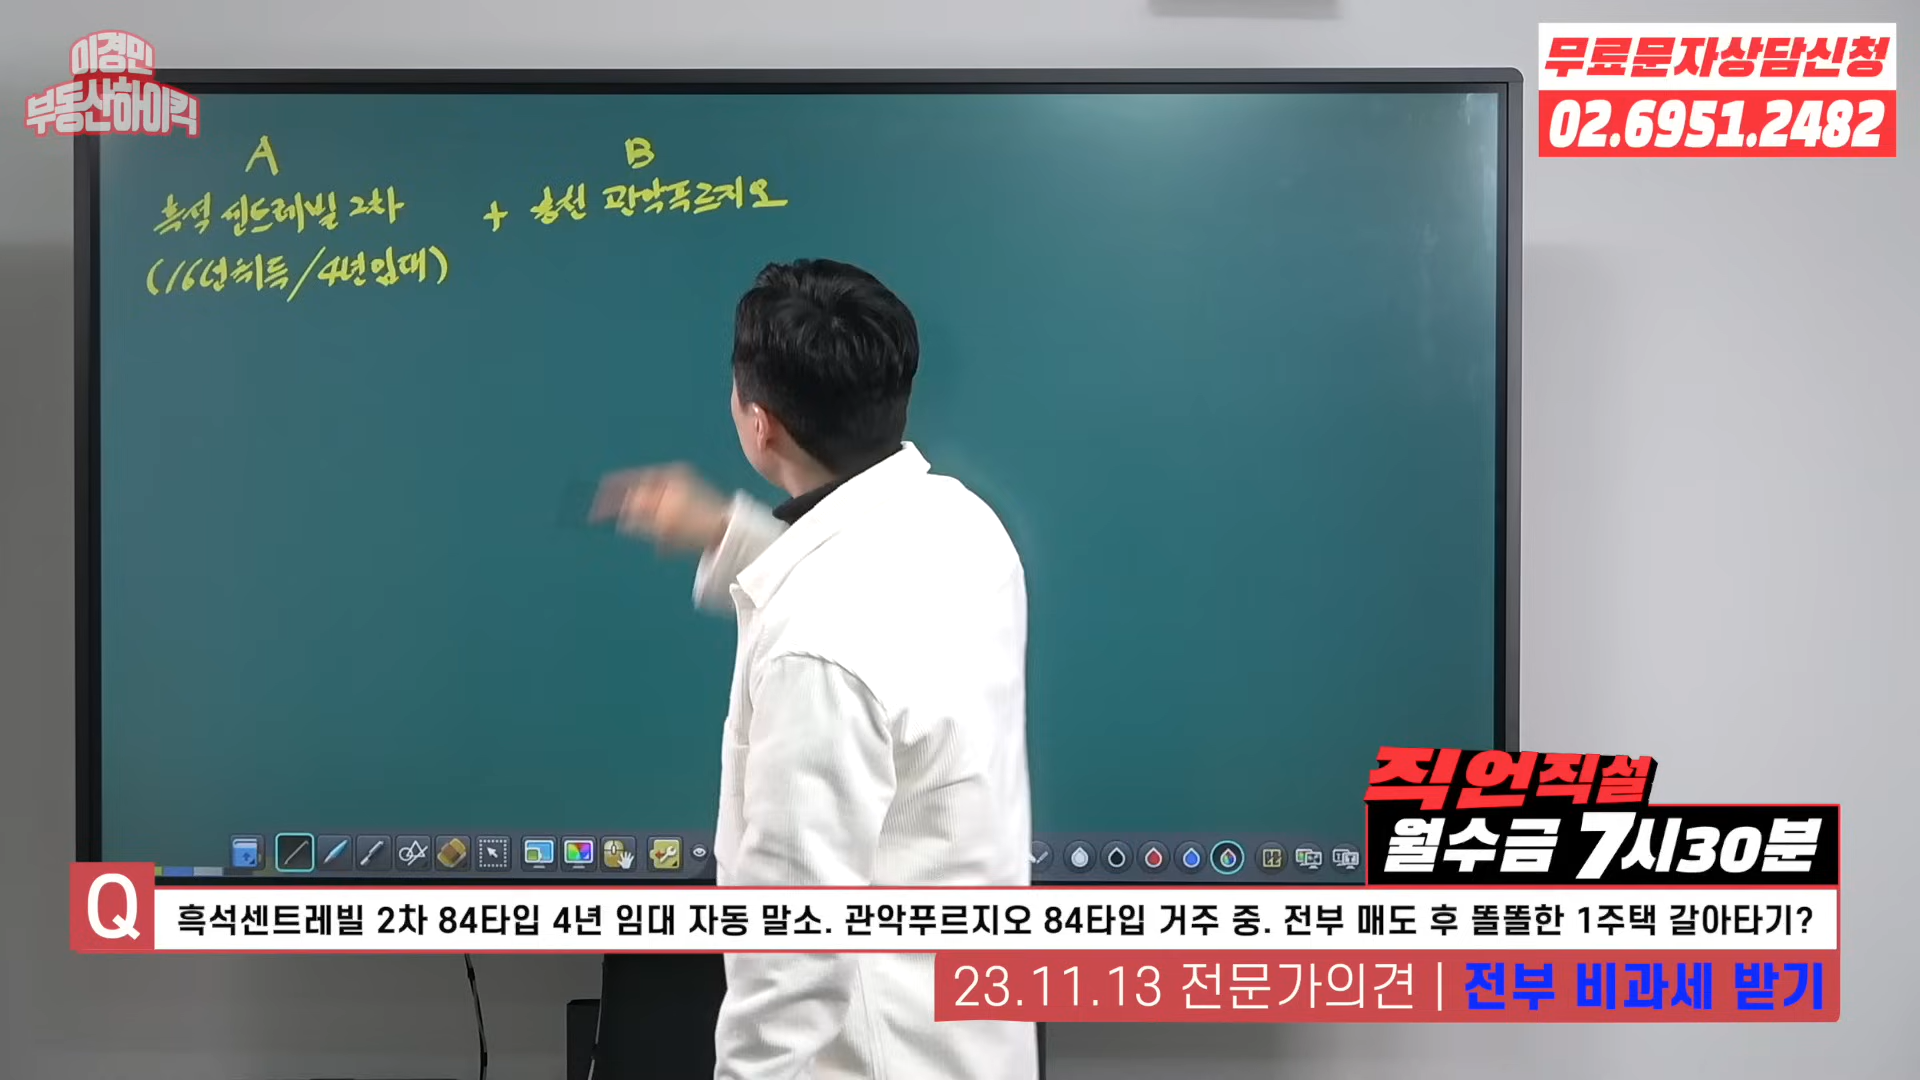 이경민
부동산하이킥
무료문자상담신청
02.6951.2482
A
B
흑석 센트레빌 2차
+ 봉천 관악푸르지오
(16년취득/4년임대)
직언직설
월수금 7시30분
Q
흑석센트레빌 2차 84타입 4년 임대 자동 말소. 관악푸르지오 84타입 거주 중. 전부 매도 후 똘똘한 1주택 갈아타기?
23.11.13 전문가의견 | 전부 비과세 받기